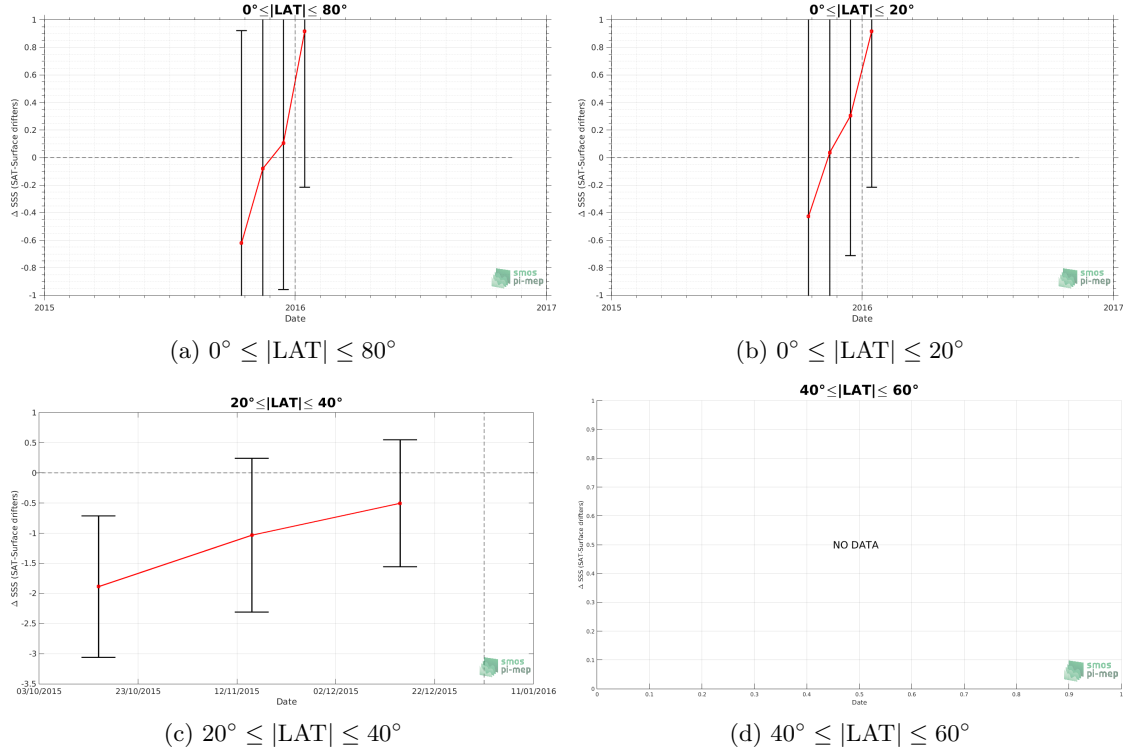 0°≤|LAT|≤ 80°
1
0.8
0.6
0.4
0.2
0
-0.2
-0.4
-0.6
-0.8
-1
Δ SSS (SAT-Surface drifters)
2015
2016
2017
Date
smos
pi-mep
(a) 0° ≤ |LAT| ≤ 80°
0°≤|LAT|≤ 20°
1
0.8
0.6
0.4
0.2
0
-0.2
-0.4
-0.6
-0.8
-1
Δ SSS (SAT-Surface drifters)
2015
2016
2017
Date
smos
pi-mep
(b) 0° ≤ |LAT| ≤ 20°
20°≤|LAT|≤ 40°
1
0.5
0
-0.5
-1
-1.5
-2
-2.5
-3
-3.5
Δ SSS (SAT-Surface drifters)
03/10/2015
23/10/2015
12/11/2015
02/12/2015
22/12/2015
11/01/2016
Date
smos
pi-mep
(c) 20° ≤ |LAT| ≤ 40°
40°≤|LAT|≤ 60°
1
0.9
0.8
0.7
0.6
0.5
0.4
0.3
0.2
0.1
0
Δ SSS (SAT-Surface drifters)
NO DATA
0
0.1
0.2
0.3
0.4
0.5
0.6
0.7
0.8
0.9
1
Date
smos
pi-mep
(d) 40° ≤ |LAT| ≤ 60°